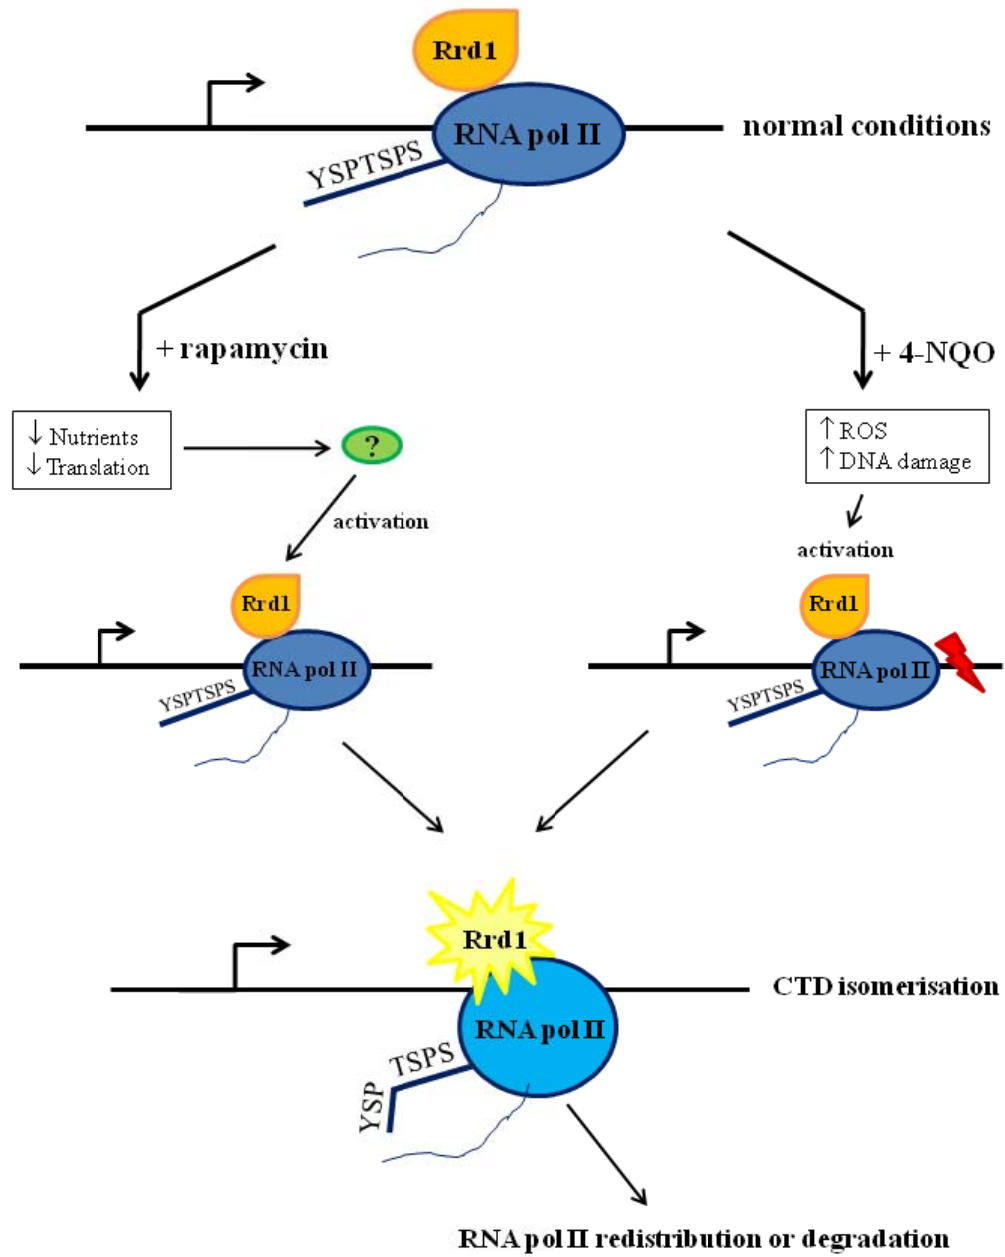 Rrd1
RNA pol II
normal conditions
YSPTSPS
+ rapamycin
+ 4-NQO
↓ Nutrients
↓ Translation
?
↑ ROS
↑ DNA damage
activation
activation
Rrd1
RNA pol II
YSPTSPS
Rrd1
RNA pol II
YSPTSPS
Rrd1
CTD isomerisation
RNA pol II
YSP TSPS
RNA pol II redistribution or degradation